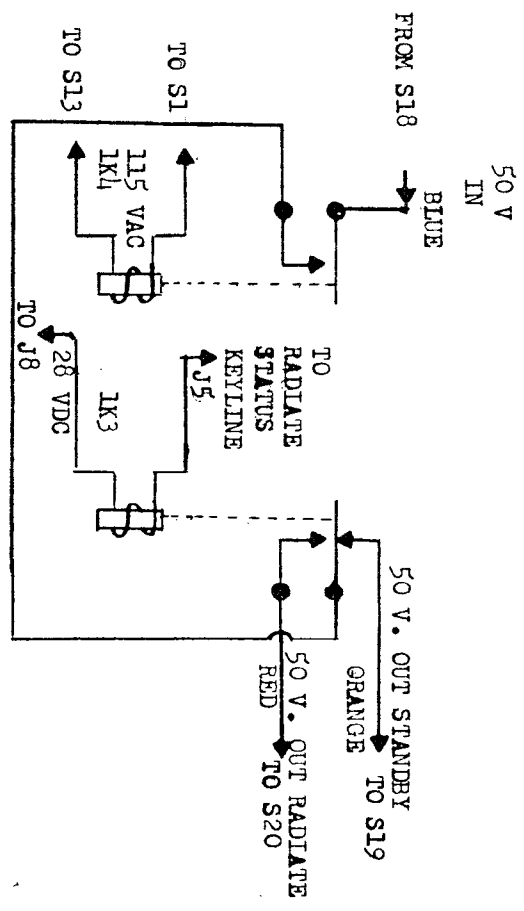 50 V
IN
BLUE
FROM S18
TO S1
115 VAC
1K4
TO S13
TO
RADIATE
STATUS
KEYLINE
J5
1K3
28 VDC
TO J8
50 V. OUT STANDBY
ORANGE
TO S19
50 V. OUT RADIATE
RED
TO S20